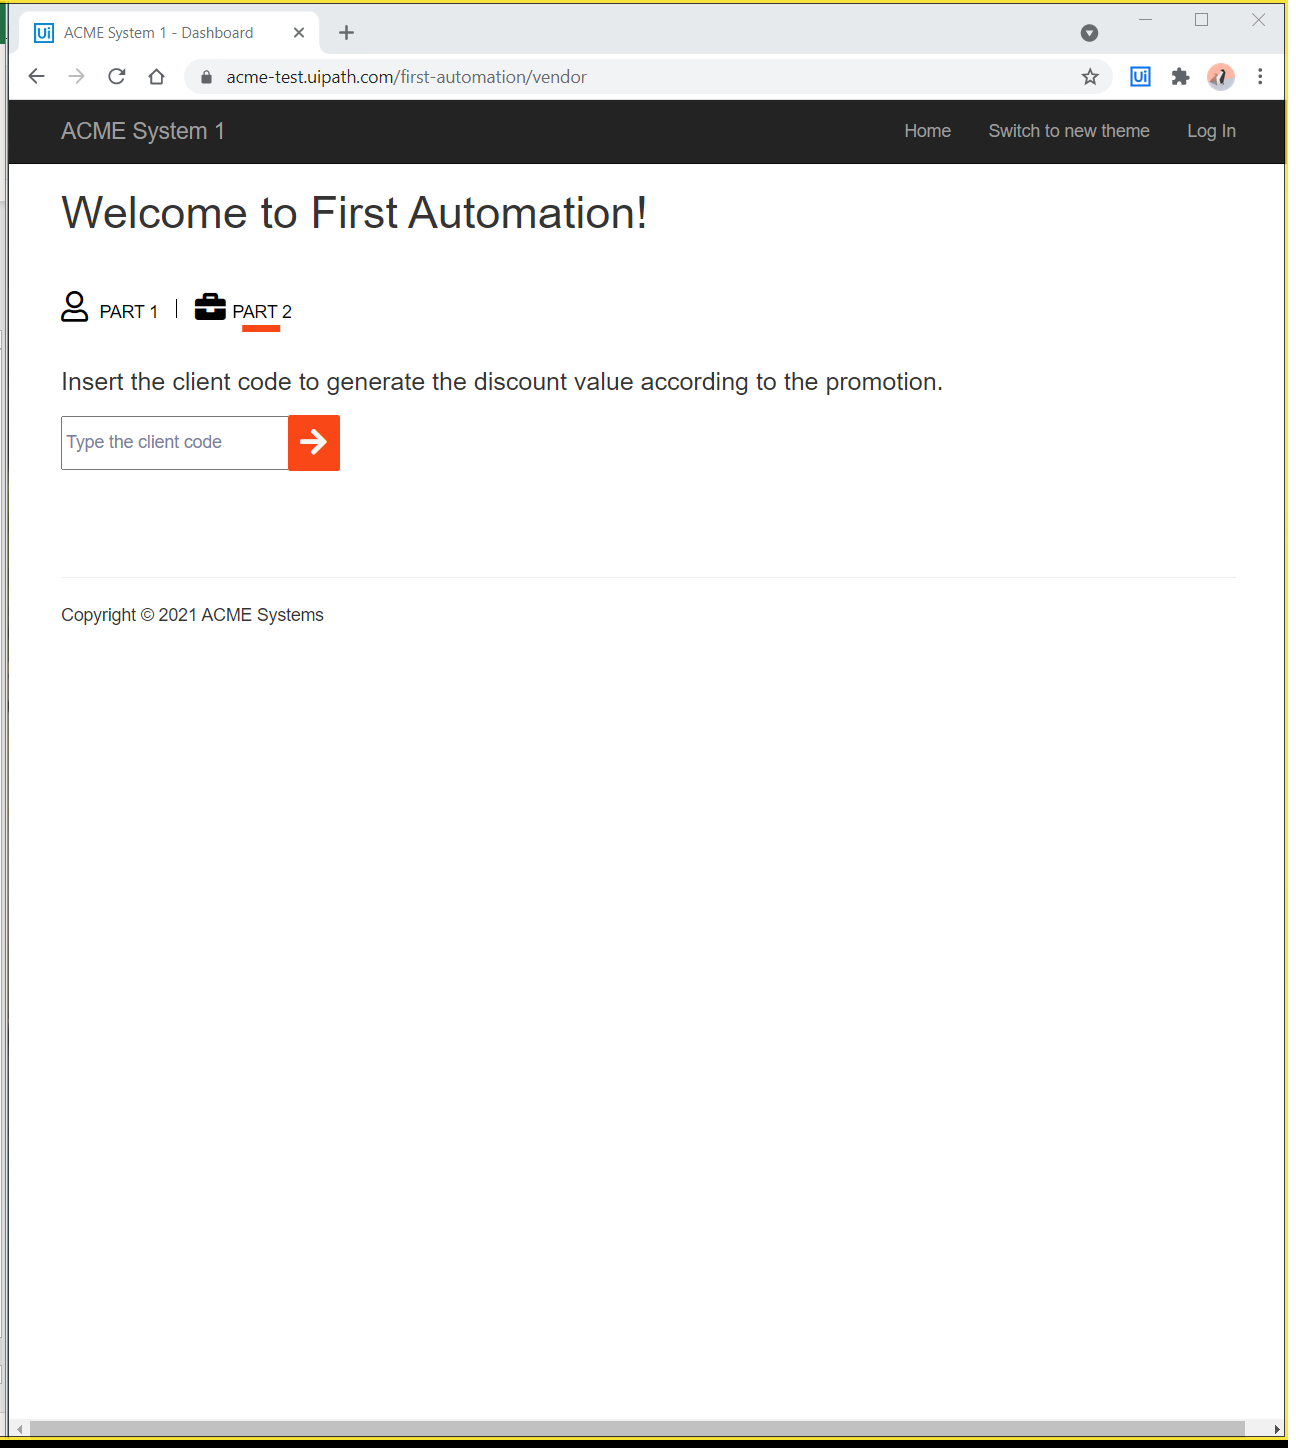 Ui ACME System 1 - Dashboard
acme-test.uipath.com/first-automation/vendor Ui
ACME System 1 Home Switch to new theme Log In
Welcome to First Automation!
PART 1 | PART 2
Insert the client code to generate the discount value according to the promotion.
Type the client code
Copyright © 2021 ACME Systems